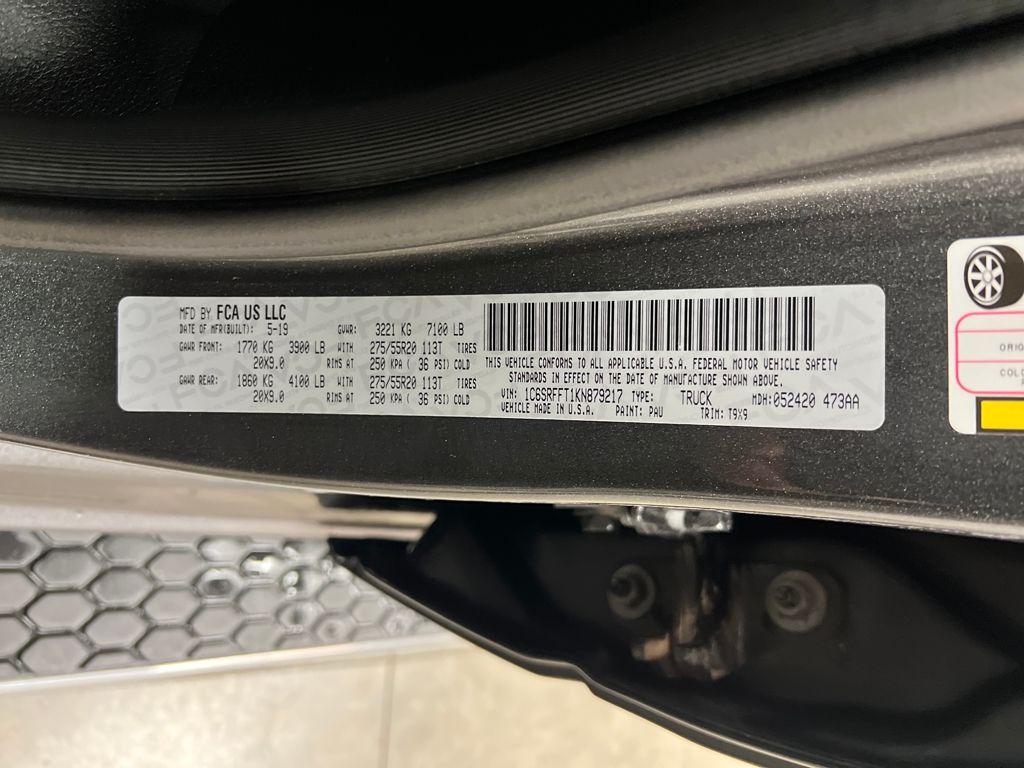 MFD BY FCA US LLC
DATE OF MFR(BUILT): 5-19 GVWR: 3221 KG 7100 LB
GAWR FRONT: 1770 KG 3900 LB WITH 275/55R20 113T TIRES
20X9.0 RIMS AT 250 KPA ( 36 PSI) COLD
GAWR REAR: 1860 KG 4100 LB WITH 275/55R20 113T TIRES
20X9.0 RIMS AT 250 KPA ( 36 PSI) COLD
THIS VEHICLE CONFORMS TO ALL APPLICABLE U.S.A. FEDERAL MOTOR VEHICLE SAFETY
STANDARDS IN EFFECT ON THE DATE OF MANUFACTURE SHOWN ABOVE.
VIN: 1C6SRFFT1KN879217 TYPE: TRUCK MDH:052420 473AA
VEHICLE MADE IN U.S.A. PAINT: PAU TRIM: T9X9
ORIG
COLD